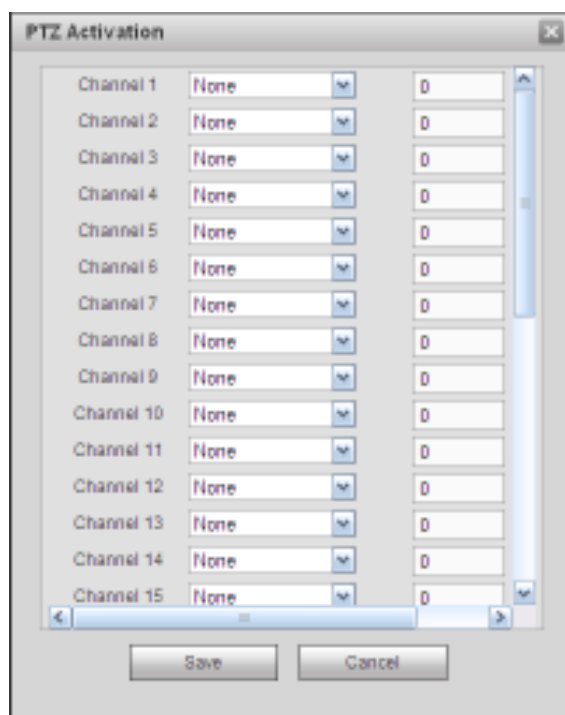 PTZ Activation
Channel 1 None 0
Channel 2 None 0
Channel 3 None 0
Channel 4 None 0
Channel 5 None 0
Channel 6 None 0
Channel 7 None 0
Channel 8 None 0
Channel 9 None 0
Channel 10 None 0
Channel 11 None 0
Channel 12 None 0
Channel 13 None 0
Channel 14 None 0
Channel 15 None 0
Save Cancel